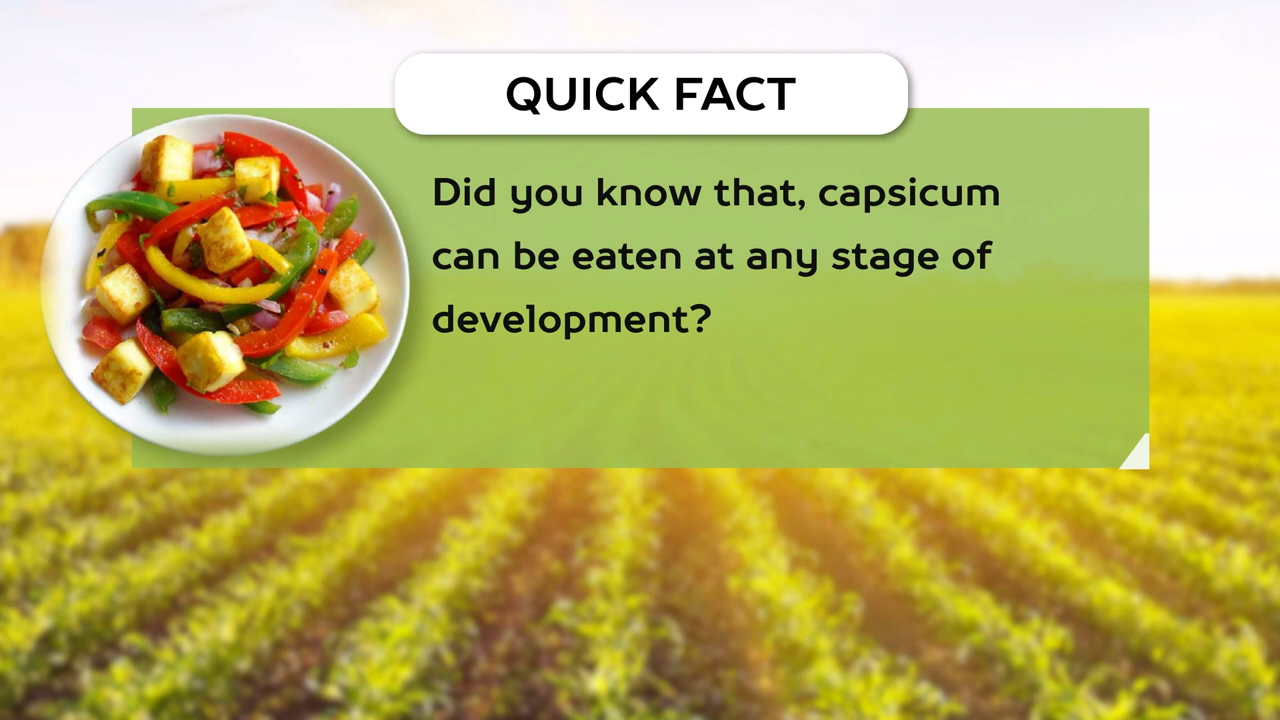 QUICK FACT
Did you know that, capsicum
can be eaten at any stage of
development?